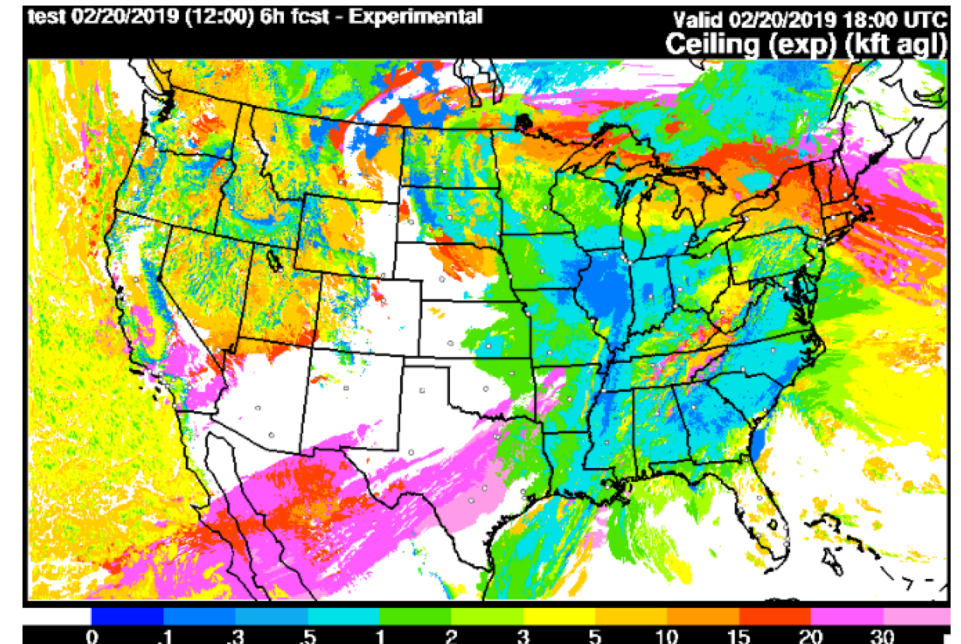 test 02/20/2019 (12:00) 6h fcst - Experimental
Valid 02/20/2019 18:00 UTC
Ceiling (exp) (kft agl)
0 .1 .3 .5 1 2 3 5 10 15 20 30